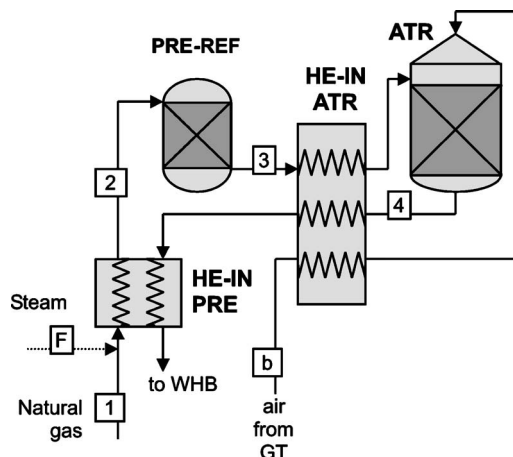 ATR
PRE-REF
HE-IN
ATR
3
2
4
HE-IN
PRE
Steam
F
b
to WHB
1
Natural
gas
air
from
GT